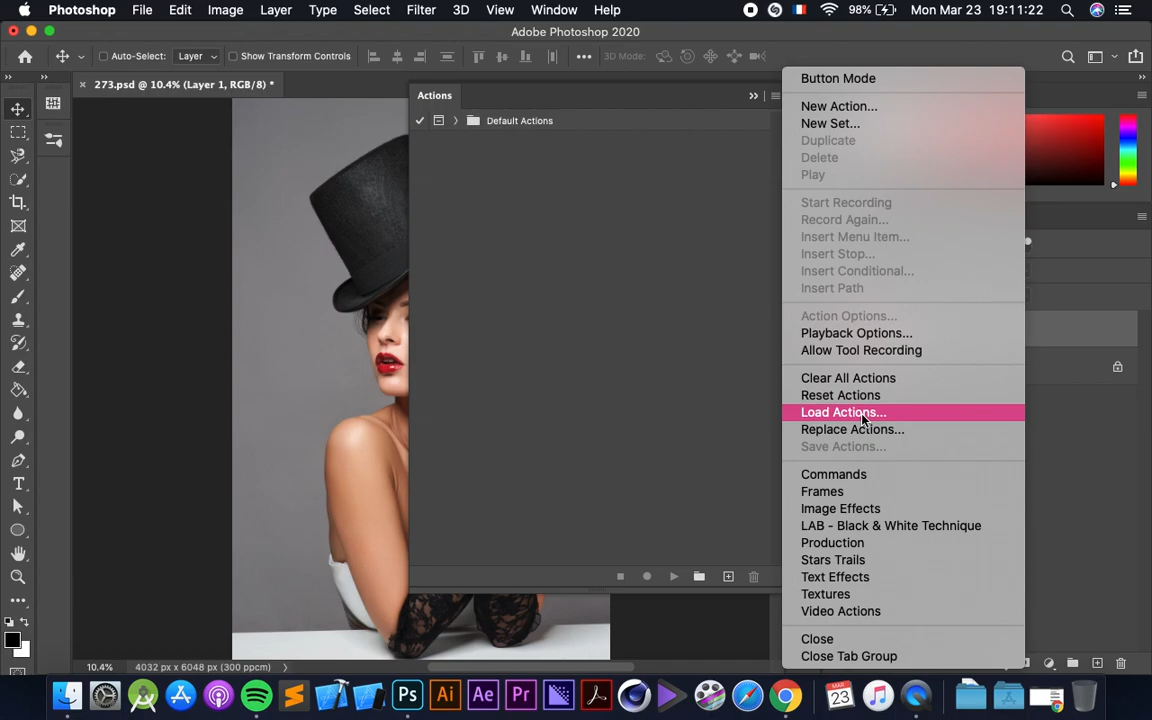 Photoshop File Edit Image Layer Type Select Filter 3D View Window Help 98% Mon Mar 23 19:11:22
Adobe Photoshop 2020
Auto-Select: Layer Show Transform Controls 3D Mode:
273.psd @ 10.4% (Layer 1, RGB/8) *
Actions
Default Actions
Button Mode
New Action...
New Set...
Duplicate
Delete
Play
Start Recording
Record Again...
Insert Menu Item...
Insert Stop...
Insert Conditional...
Insert Path
Action Options...
Playback Options...
Allow Tool Recording
Clear All Actions
Reset Actions
Load Actions...
Replace Actions...
Save Actions...
Commands
Frames
Image Effects
LAB - Black & White Technique
Production
Stars Trails
Text Effects
Textures
Video Actions
Close
Close Tab Group
10.4% 4032 px x 6048 px (300 ppcm)
Ps Ai Ae Pr
MAR
23